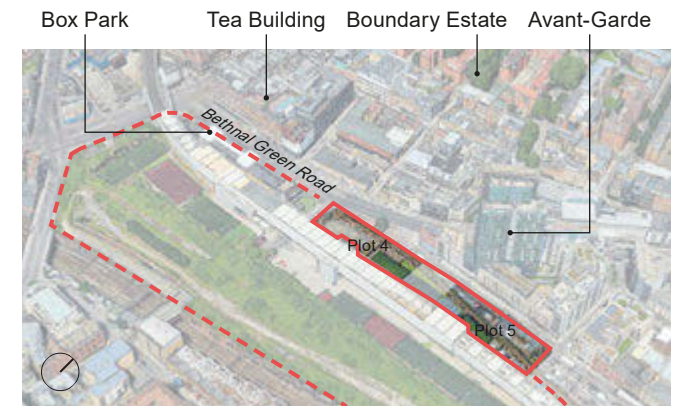 Box Park
Tea Building
Boundary Estate
Avant-Garde
Bethnal Green Road
Plot 4
Plot 5